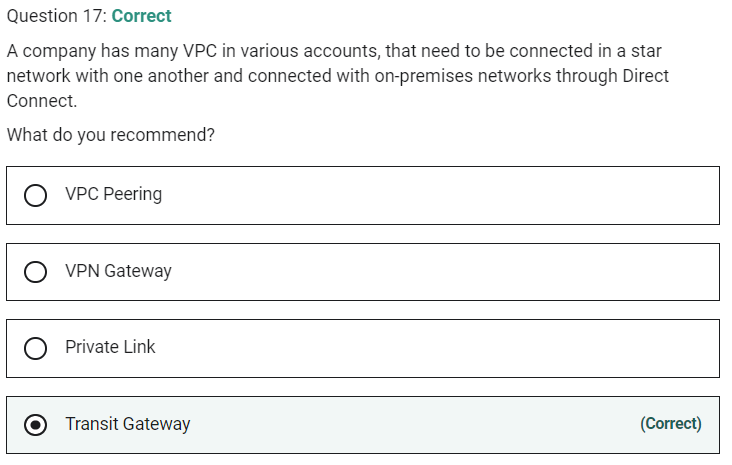 Question 17: Correct
A company has many VPC in various accounts, that need to be connected in a star
network with one another and connected with on-premises networks through Direct
Connect.
What do you recommend?
VPC Peering
VPN Gateway
Private Link
Transit Gateway (Correct)